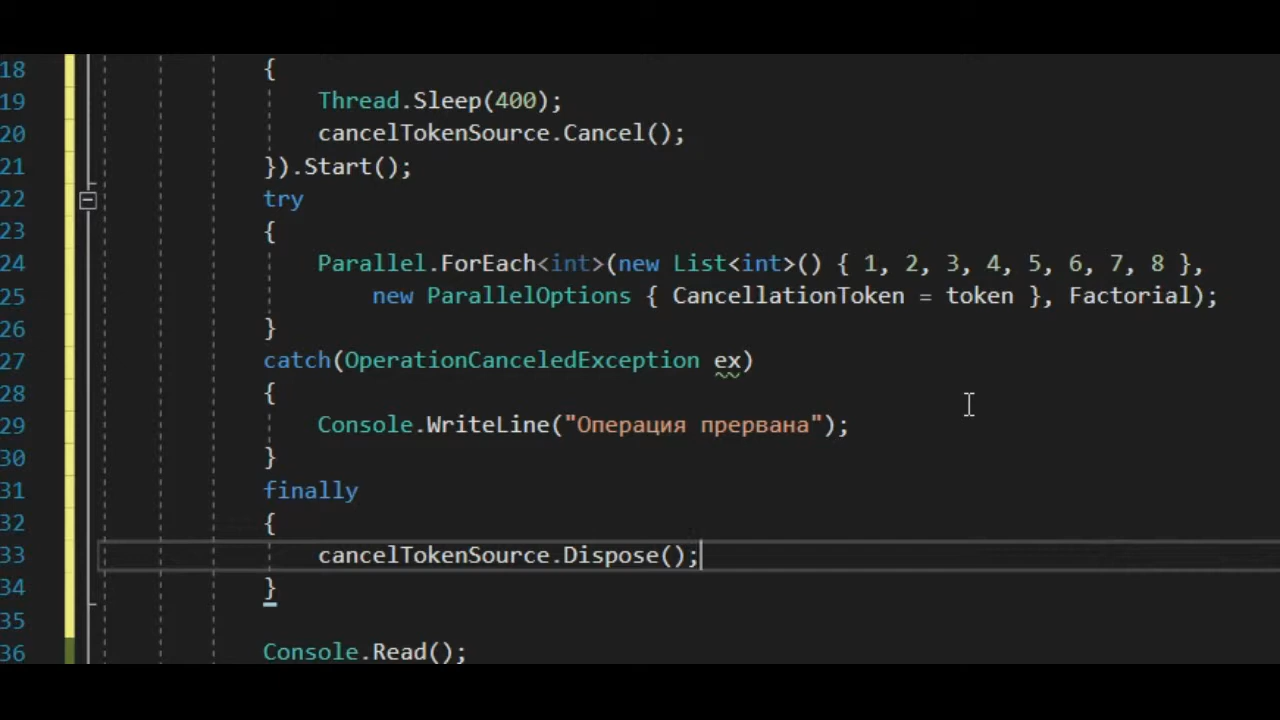 18 {
19 Thread.Sleep(400);
20 cancelTokenSource.Cancel();
21 }).Start();
22 try
23 {
24 Parallel.ForEach<int>(new List<int>() { 1, 2, 3, 4, 5, 6, 7, 8 },
25 new ParallelOptions { CancellationToken = token }, Factorial);
26 }
27 catch(OperationCanceledException ex)
28 {
29 Console.WriteLine("Операция прервана");
30 }
31 finally
32 {
33 cancelTokenSource.Dispose();
34 }
35
36 Console.Read();